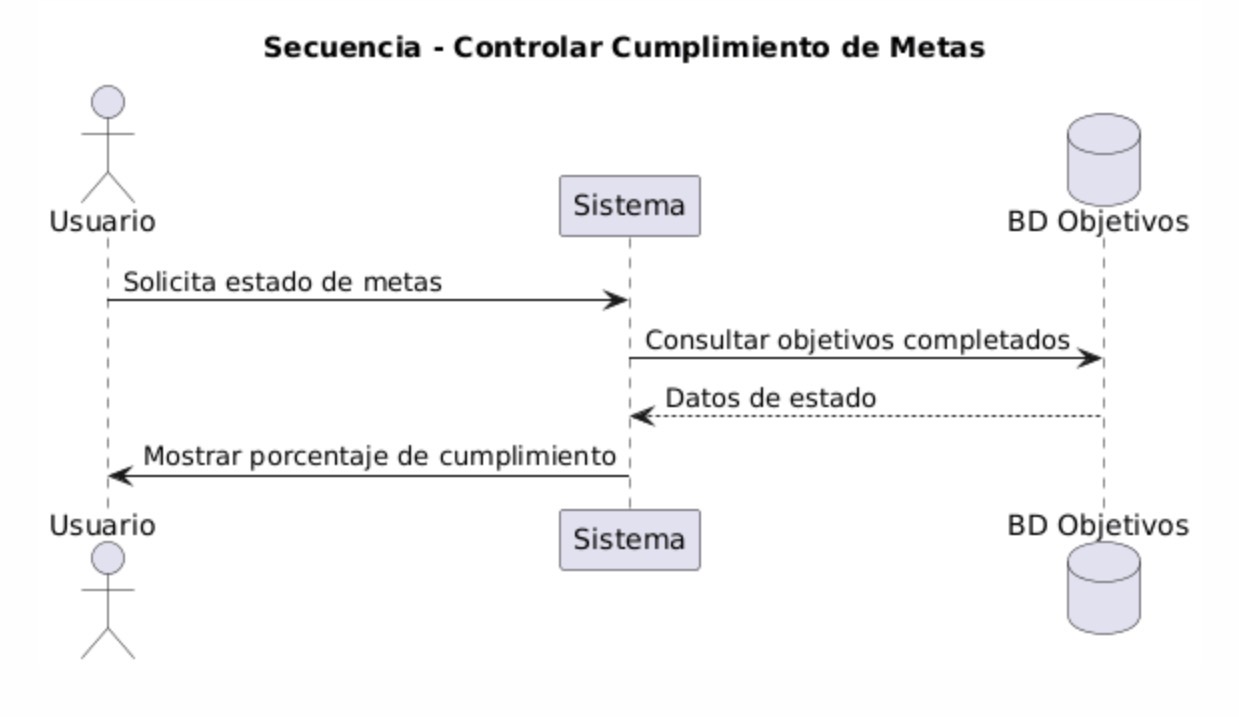 Secuencia - Controlar Cumplimiento de Metas
Usuario
Sistema
BD Objetivos
Solicita estado de metas
Consultar objetivos completados
Datos de estado
Mostrar porcentaje de cumplimiento
Usuario
Sistema
BD Objetivos